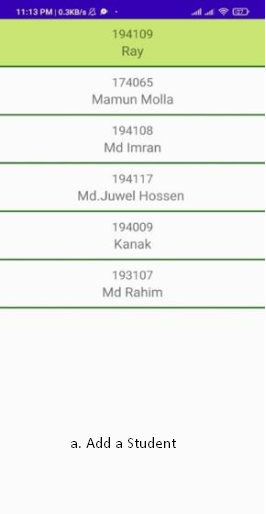 11:13 PM | 0.3KB/s
194109
Ray
174065
Mamun Molla
194108
Md Imran
194117
Md.Juwel Hossen
194009
Kanak
193107
Md Rahim
a. Add a Student